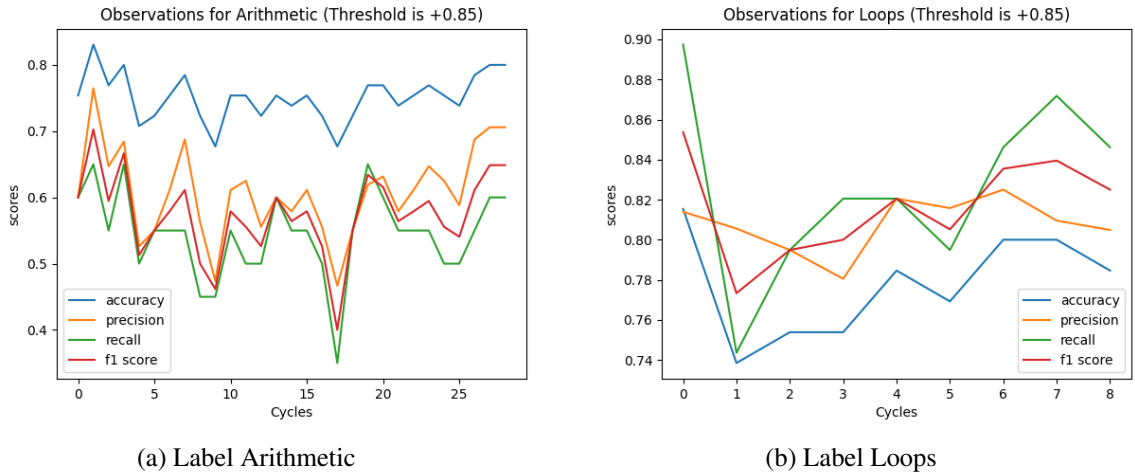 Observations for Arithmetic (Threshold is +0.85)
scores
0.8
0.7
0.6
0.5
0.4
accuracy
precision
recall
f1 score
0 5 10 15 20 25
Cycles
(a) Label Arithmetic
Observations for Loops (Threshold is +0.85)
scores
0.90
0.88
0.86
0.84
0.82
0.80
0.78
0.76
0.74
accuracy
precision
recall
f1 score
0 1 2 3 4 5 6 7 8
Cycles
(b) Label Loops